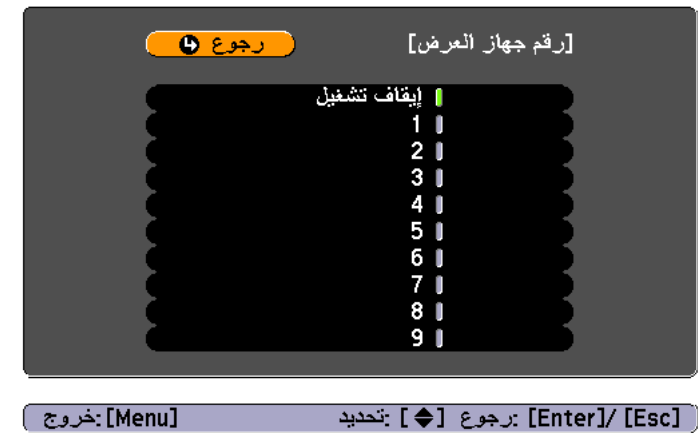 [رقم جهاز العرض]
رجوع
إيقاف تشغيل
1
2
3
4
5
6
7
8
9
[Esc] /[Enter] :رجوع [◆] :تحديد [Menu] :خروج